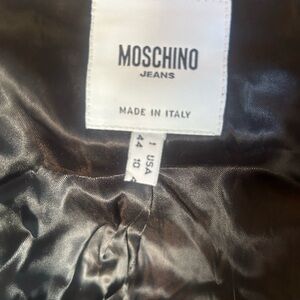 MOSCHINO
JEANS
MADE IN ITALY
I USA
44 10